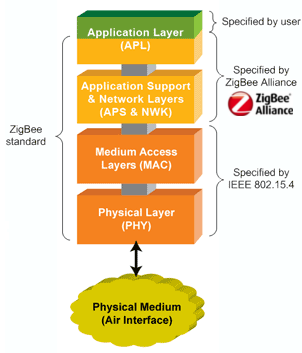 Application Layer
(APL)
Specified by user
Application Support
& Network Layers
(APS & NWK)
Specified by
ZigBee Alliance
ZigBee
Alliance
ZigBee
standard
Medium Access
Layers (MAC)
Physical Layer
(PHY)
Specified by
IEEE 802.15.4
Physical Medium
(Air Interface)